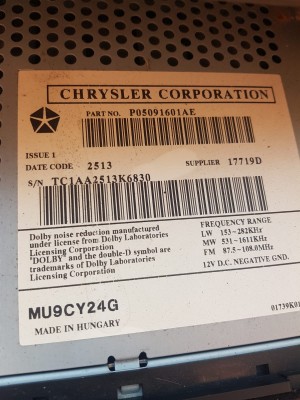 CHRYSLER CORPORATION
PART NO. P05091601AE
ISSUE 1
DATE CODE 2513 SUPPLIER 17719D
S/N TC1AA2513K6830
Dolby noise reduction manufactured
under license from Dolby Laboratories
Licensing Corporation
"DOLBY" and the double-D symbol are
trademarks of Dolby Laboratories
Licensing Corporation
FREQUENCY RANGE
LW 153-282KHz
MW 531-1611KHz
FM 87.5-108.0MHz
12V D.C. NEGATIVE GND.
MU9CY24G
MADE IN HUNGARY
01739K01